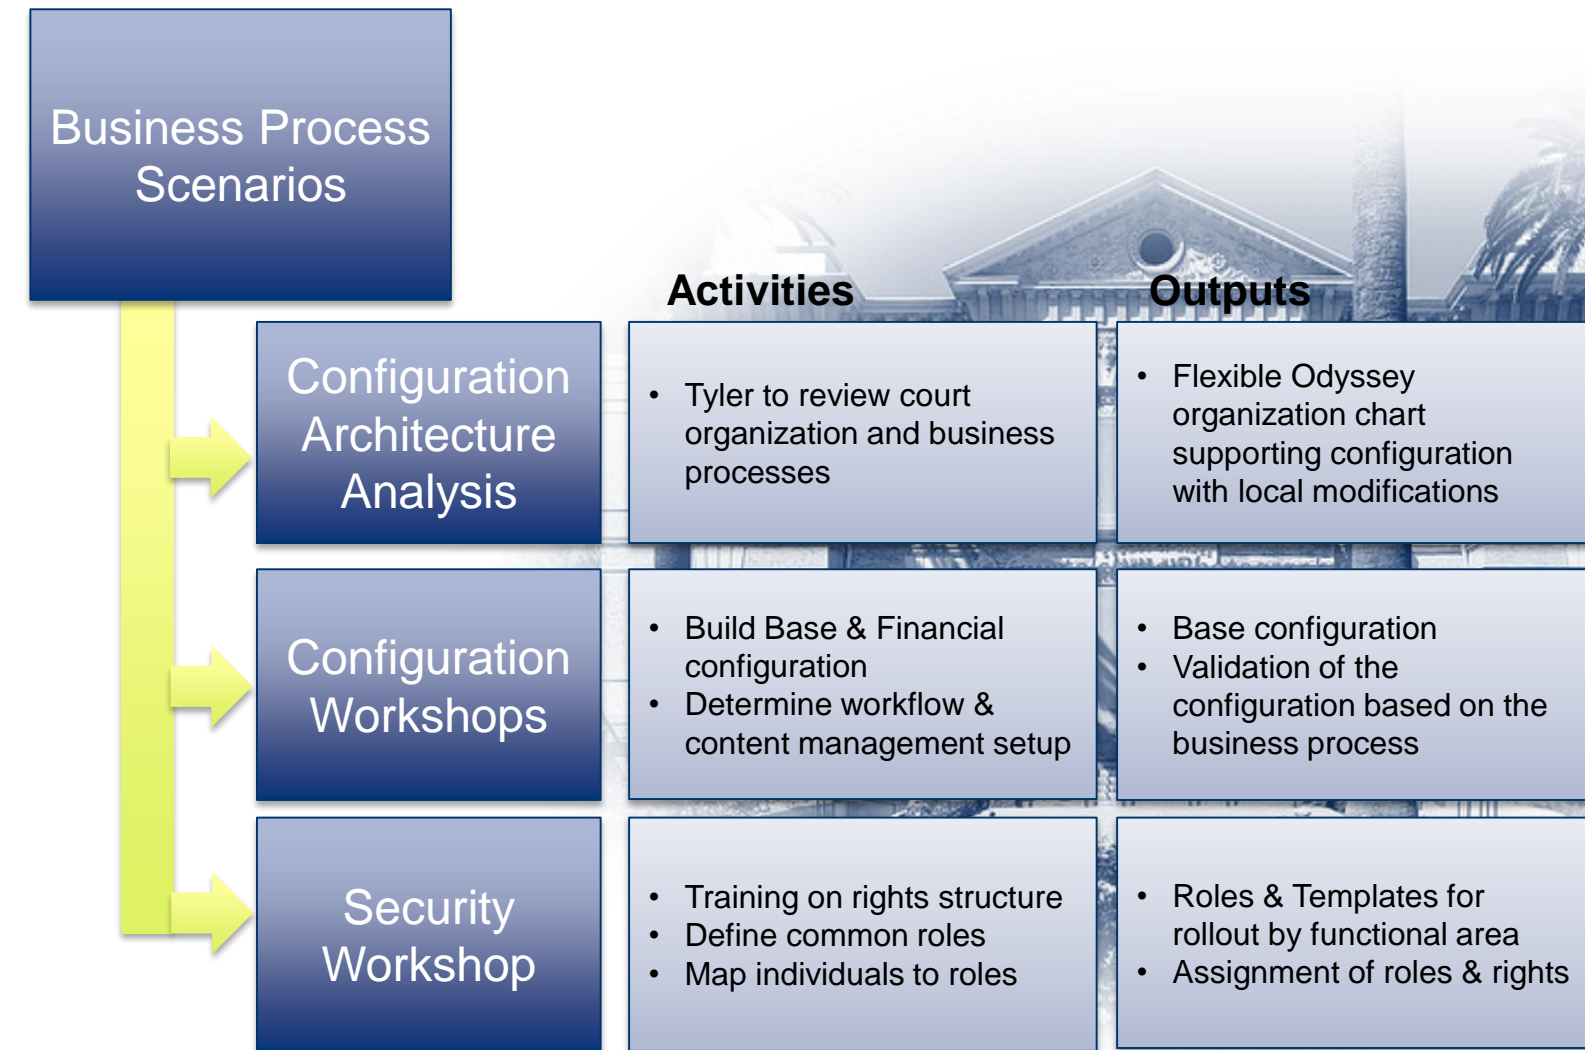 Business Process
Scenarios
Activities
Outputs
Configuration
Architecture
Analysis
• Tyler to review court
organization and business
processes
• Flexible Odyssey
organization chart
supporting configuration
with local modifications
Configuration
Workshops
• Build Base & Financial
configuration
• Determine workflow &
content management setup
• Base configuration
• Validation of the
configuration based on the
business process
Security
Workshop
• Training on rights structure
• Define common roles
• Map individuals to roles
• Roles & Templates for
rollout by functional area
• Assignment of roles & rights